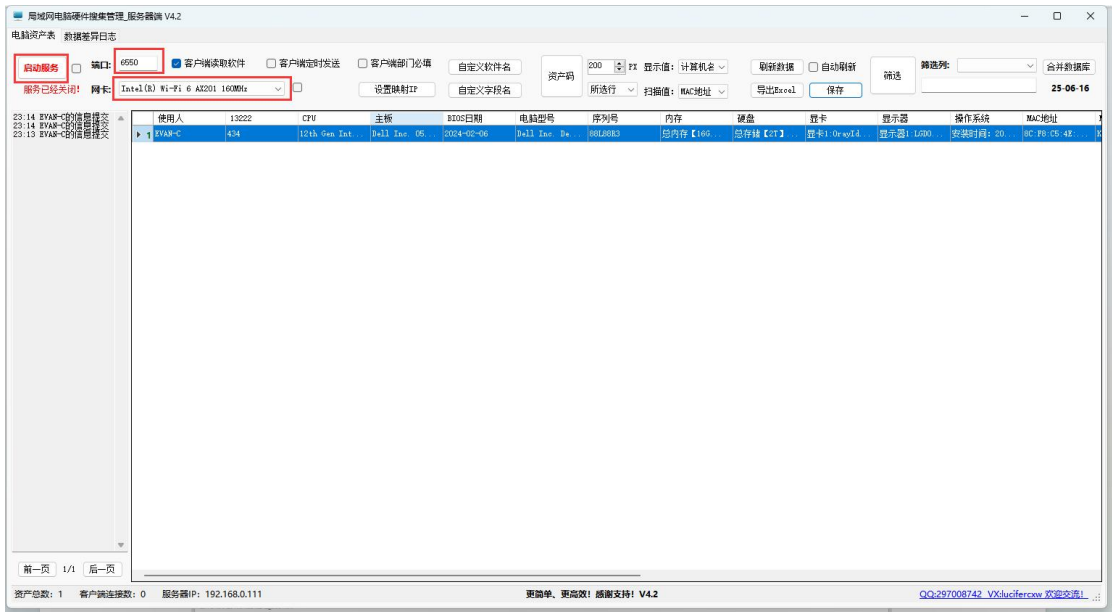 局域网电脑硬件搜集管理_服务器端 V4.2
电脑资产表 数据差异日志
启动服务 端口: 6550 客户端读取软件 客户端定时发送 客户端部门必填 自定义软件名 资产码 200 PX 显示值: 计算机名 刷新数据 自动刷新 筛选 筛选列: 合并数据库
服务已经关闭! 网卡: Intel(R) Wi-Fi 6 AX201 160MHz 设置映射IP 自定义字段名 所选行 扫描值: MAC地址 导出Excel 保存 25-06-16
23:14 EVAN-C的信息提交
23:14 EVAN-C的信息提交
23:13 EVAN-C的信息提交
使用人 13222 CPU 主板 BIOS日期 电脑型号 序列号 内存 硬盘 显卡 显示器 操作系统 MAC地址
1 EVAN-C 434 12th Gen Int... Dell Inc. 05... 2024-02-06 Dell Inc. De... 总内存【16G... 总存储【2T】... 显卡1:OrayId... 显示器1:LGD0... 安装时间: 20... 8C:F8:C5:4E:...
前一页 1/1 后一页
资产总数: 1 客户端连接数: 0 服务器IP: 192.168.0.111 更简单、更高效! 感谢支持! V4.2 QQ:297008742 VX:lucifercxw 欢迎交流!